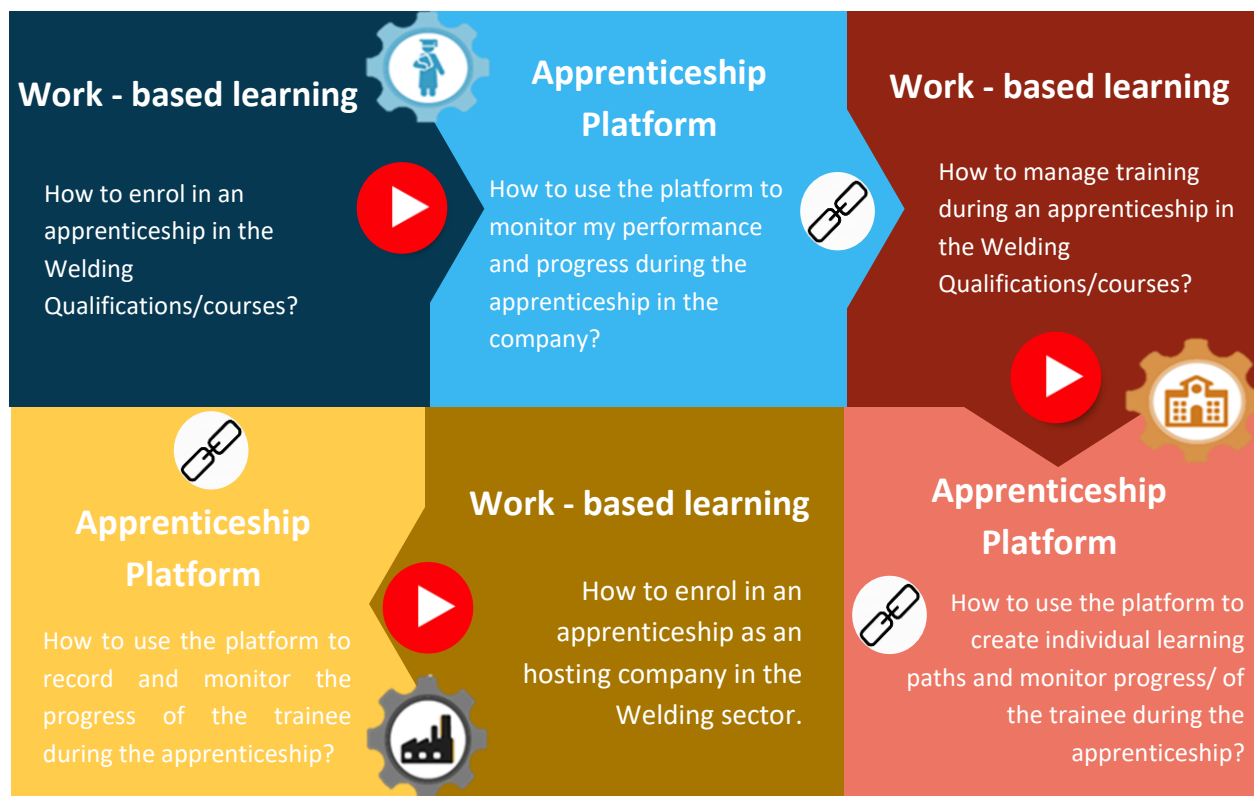 Work - based learning
How to enrol in an
apprenticeship in the
Welding
Qualifications/courses?
Apprenticeship
Platform
How to use the platform to
monitor my performance
and progress during the
apprenticeship in the
company?
Work - based learning
How to manage training
during an apprenticeship in
the Welding
Qualifications/courses?
Apprenticeship
Platform
How to use the platform to
record and monitor the
progress of the trainee
during the apprenticeship?
Work - based learning
How to enrol in an
apprenticeship as an
hosting company in the
Welding sector.
Apprenticeship
Platform
How to use the platform to
create individual learning
paths and monitor progress/ of
the trainee during the
apprenticeship?